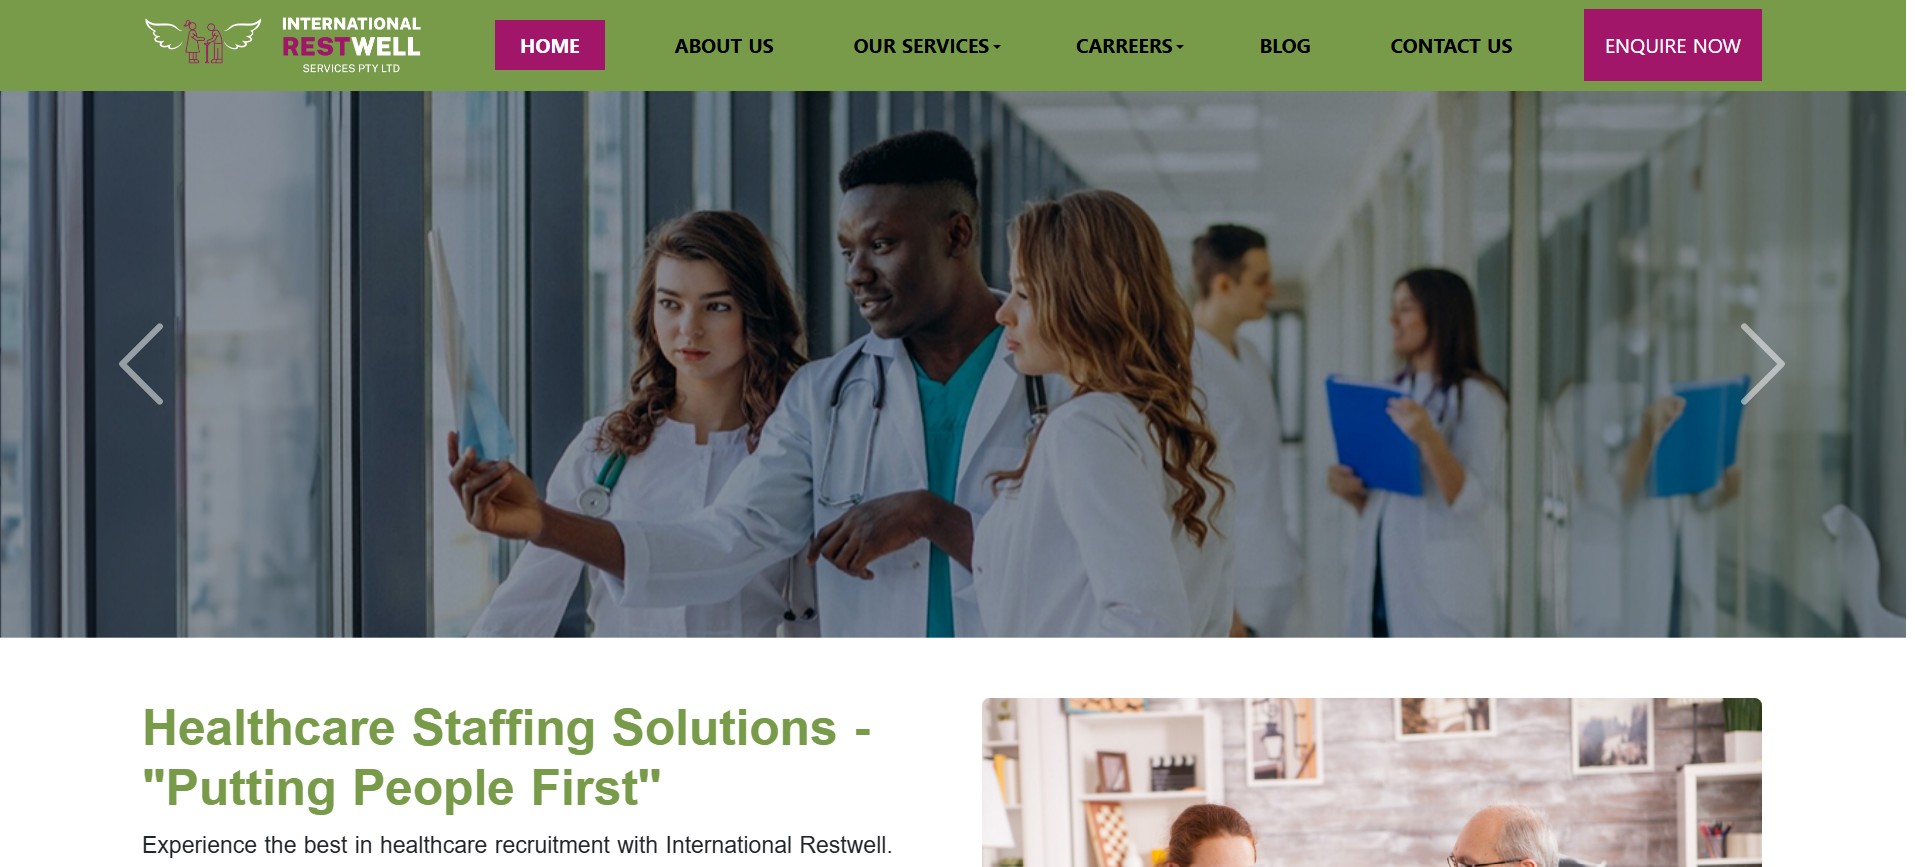 INTERNATIONAL
RESTWELL
SERVICES PTY LTD
HOME
ABOUT US
OUR SERVICES
CARREERS
BLOG
CONTACT US
ENQUIRE NOW
Healthcare Staffing Solutions -
"Putting People First"
Experience the best in healthcare recruitment with International Restwell.